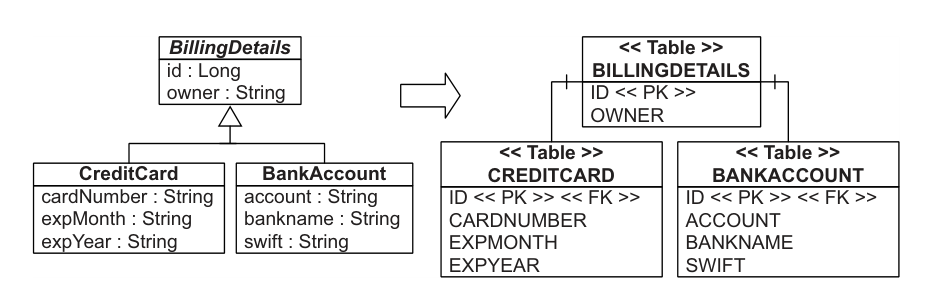 BillingDetails
id : Long
owner : String
CreditCard
cardNumber : String
expMonth : String
expYear : String
BankAccount
account : String
bankname : String
swift : String
<< Table >>
BILLINGDETAILS
ID << PK >>
OWNER
<< Table >>
CREDITCARD
ID << PK >> << FK >>
CARDNUMBER
EXPMONTH
EXPYEAR
<< Table >>
BANKACCOUNT
ID << PK >> << FK >>
ACCOUNT
BANKNAME
SWIFT